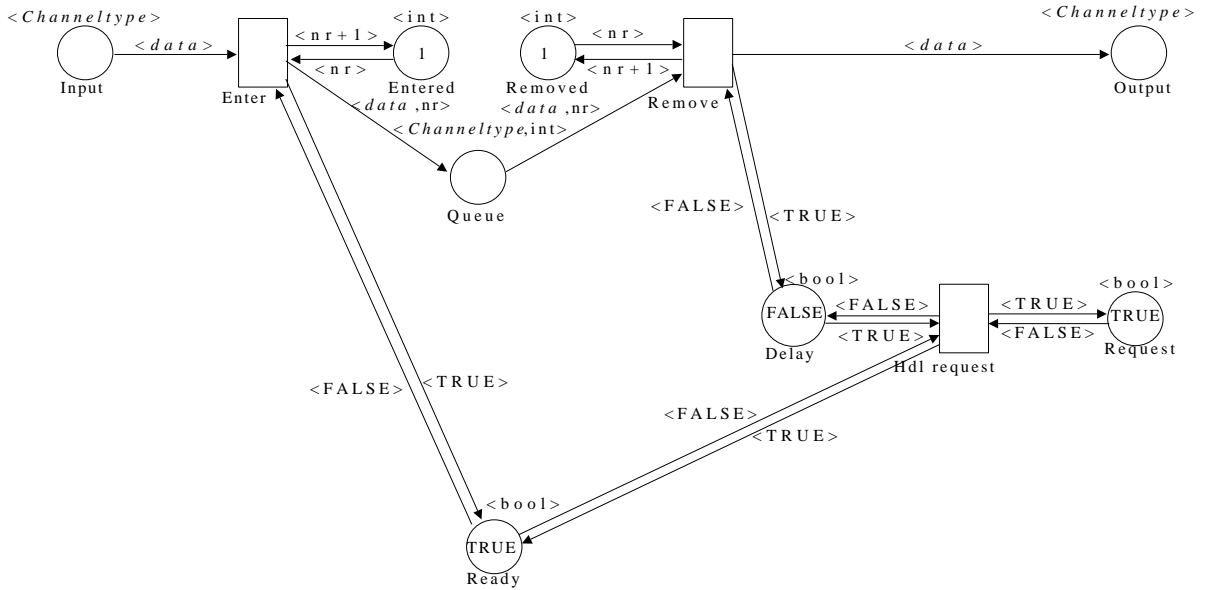 <Channeltype>
<int>
<int>
<Channeltype>
<data>
<nr+1>
<nr>
<data>
1
1
<nr>
<nr+1>
Input
Enter
Entered
Removed
Remove
Output
<data,nr>
<data,nr>
<Channeltype,int>
Queue
<FALSE>
<TRUE>
<bool>
<bool>
FALSE
<FALSE>
<TRUE>
TRUE
<TRUE>
<FALSE>
Delay
Hdl request
Request
<FALSE>
<TRUE>
<FALSE>
<TRUE>
<bool>
TRUE
Ready